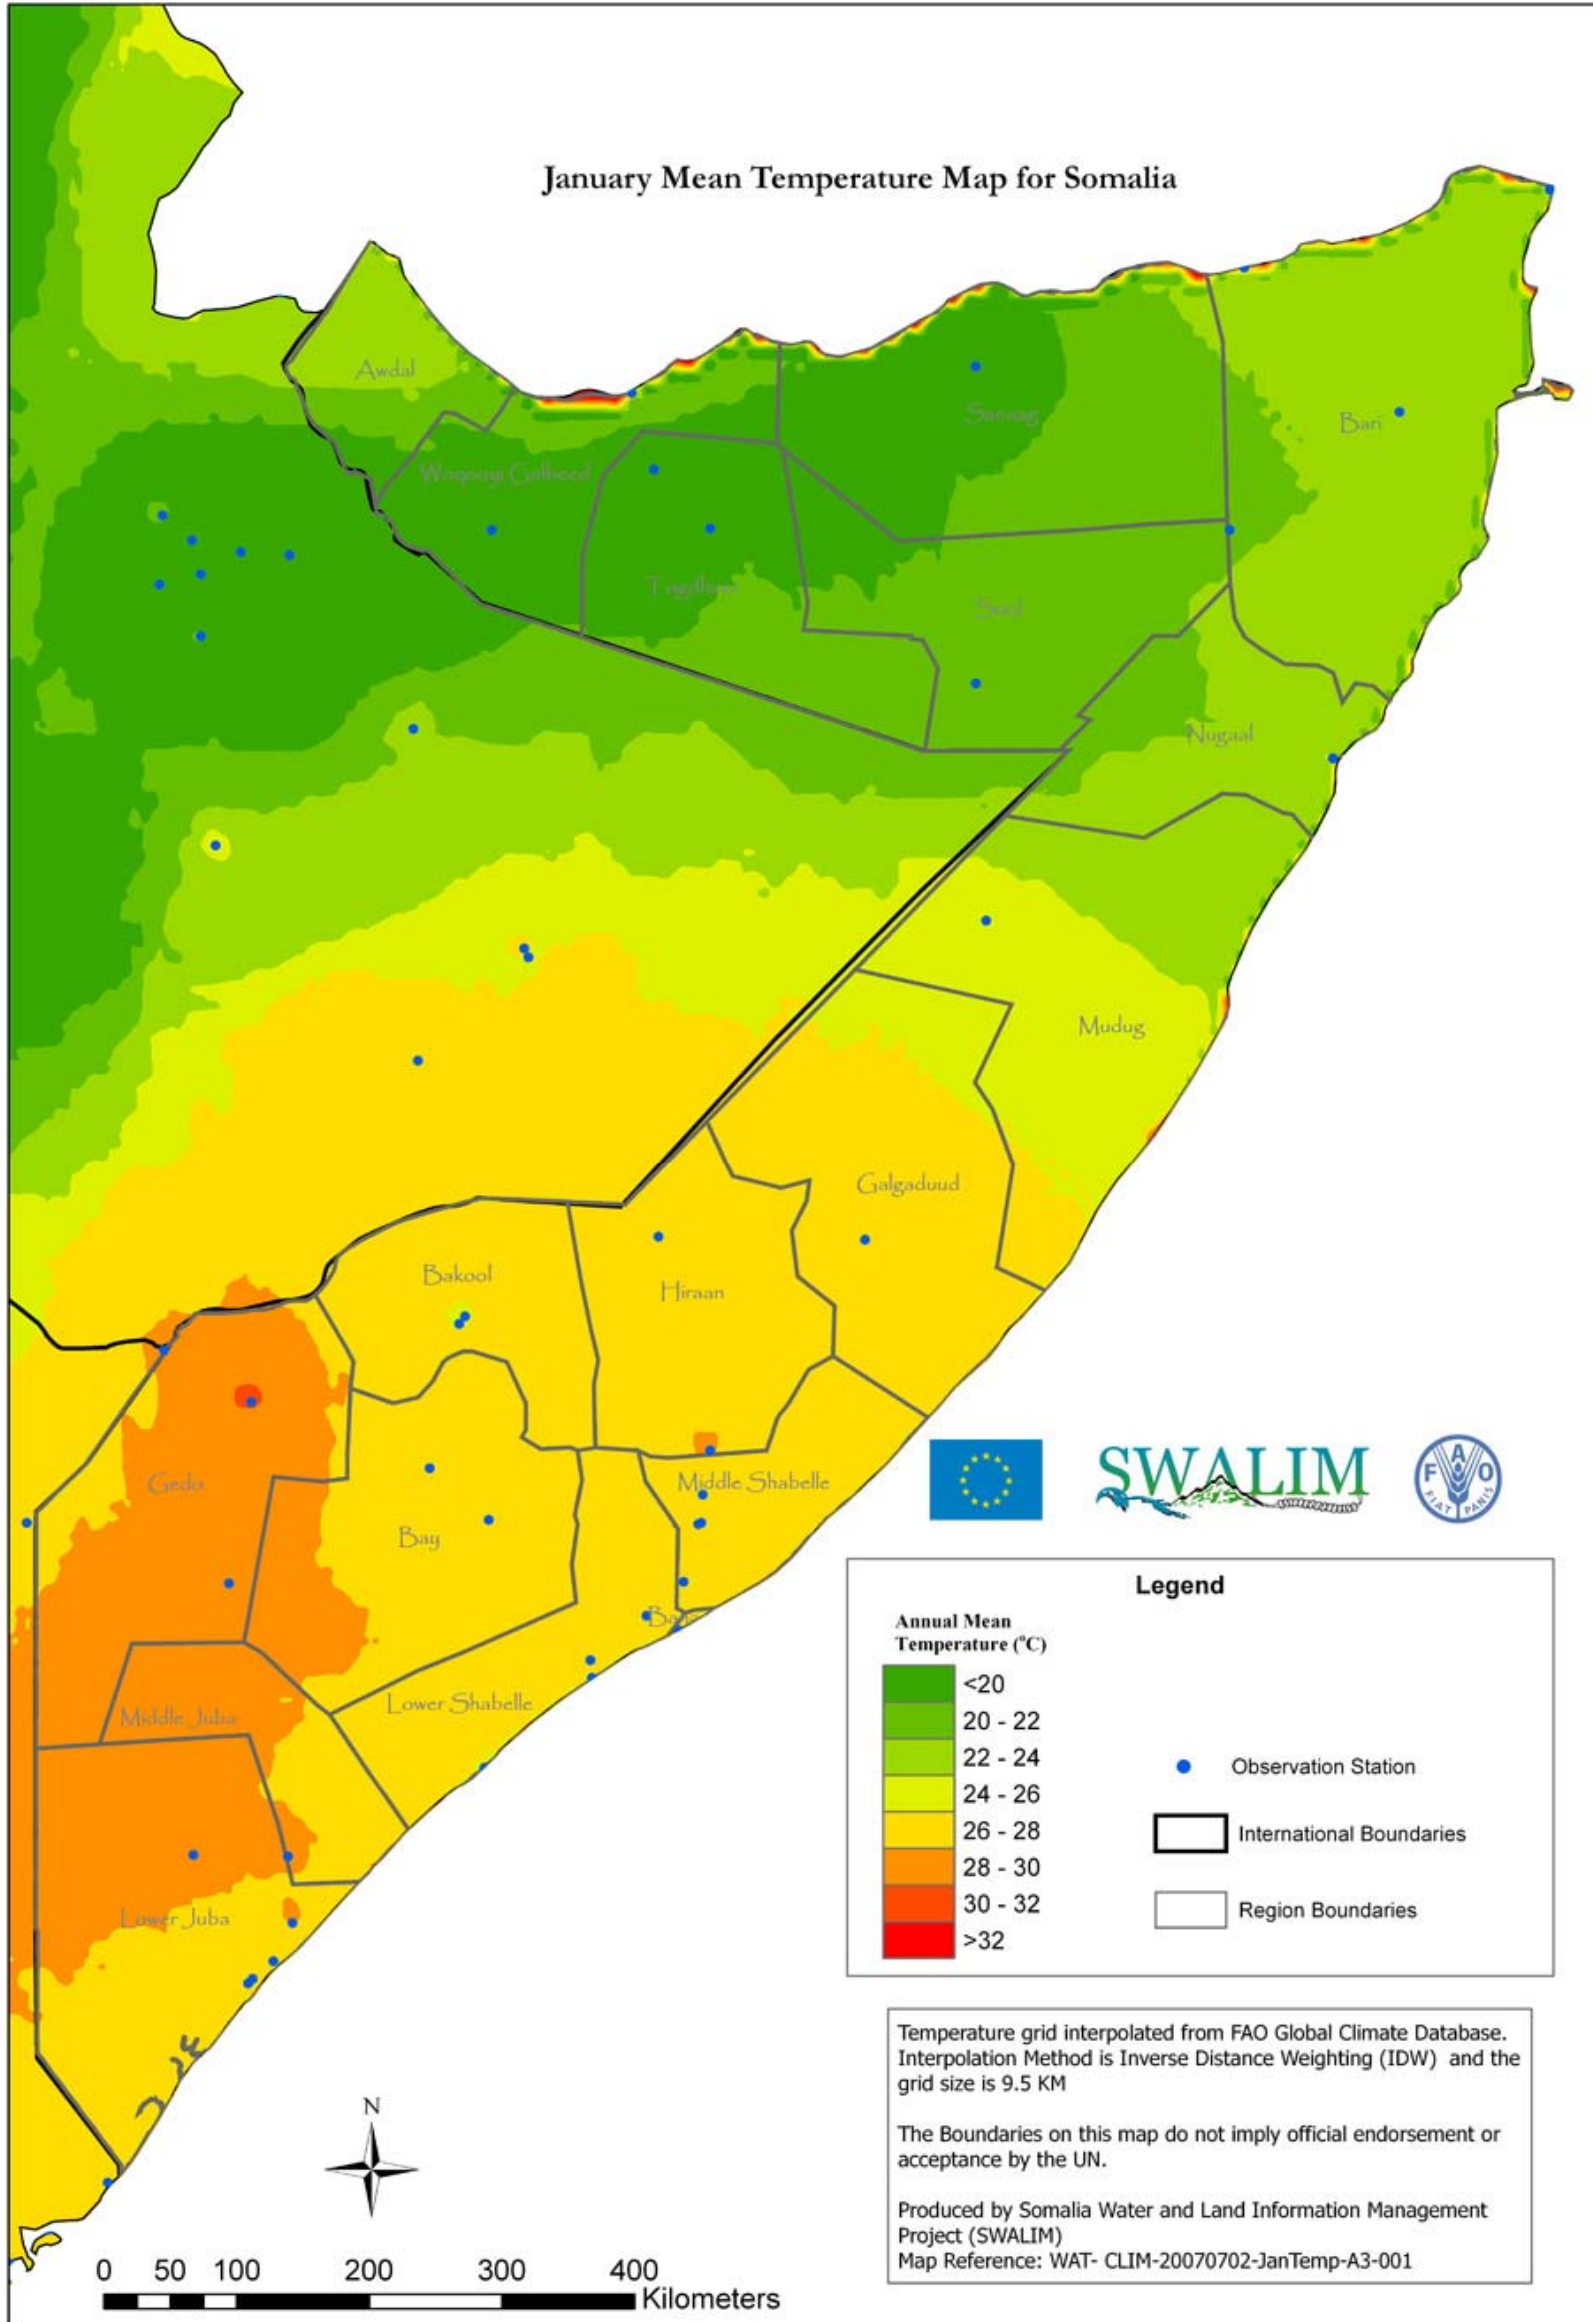 January Mean Temperature Map for Somalia
Awdal
Sanaag
Bari
Woqooyi Galbeed
Togdheer
Sool
Nugaal
Mudug
Galgaduud
Bakool
Hiraan
Gedo
Middle Shabelle
Bay
Middle Juba
Lower Shabelle
Lower Juba
SWALIM
FAO
FIAT PANIS
Legend
Annual Mean
Temperature (°C)
<20
20 - 22
22 - 24
24 - 26
26 - 28
28 - 30
30 - 32
>32
Observation Station
International Boundaries
Region Boundaries
Temperature grid interpolated from FAO Global Climate Database.
Interpolation Method is Inverse Distance Weighting (IDW) and the
grid size is 9.5 KM
The Boundaries on this map do not imply official endorsement or
acceptance by the UN.
Produced by Somalia Water and Land Information Management
Project (SWALIM)
Map Reference: WAT- CLIM-20070702-JanTemp-A3-001
N
0 50 100 200 300 400
Kilometers